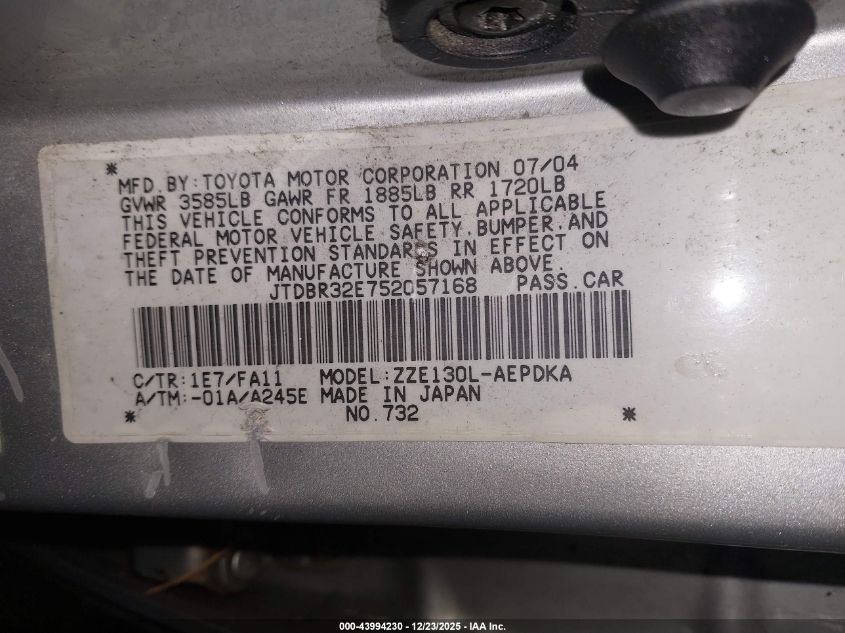 * MFD.BY:TOYOTA MOTOR CORPORATION 07/04
GVWR 3585LB GAWR FR 1885LB RR 1720LB
THIS VEHICLE CONFORMS TO ALL APPLICABLE
FEDERAL MOTOR VEHICLE SAFETY,BUMPER,AND
THEFT PREVENTION STANDARDS IN EFFECT ON
THE DATE OF MANUFACTURE SHOWN ABOVE.
JTDBR32E752057168 PASS.CAR
C/TR:1E7/FA11 MODEL:ZZE130L-AEPDKA
A/TM:-01A/A245E MADE IN JAPAN
* NO.732 *
000-43994230 - 12/23/2025 - IAA Inc.